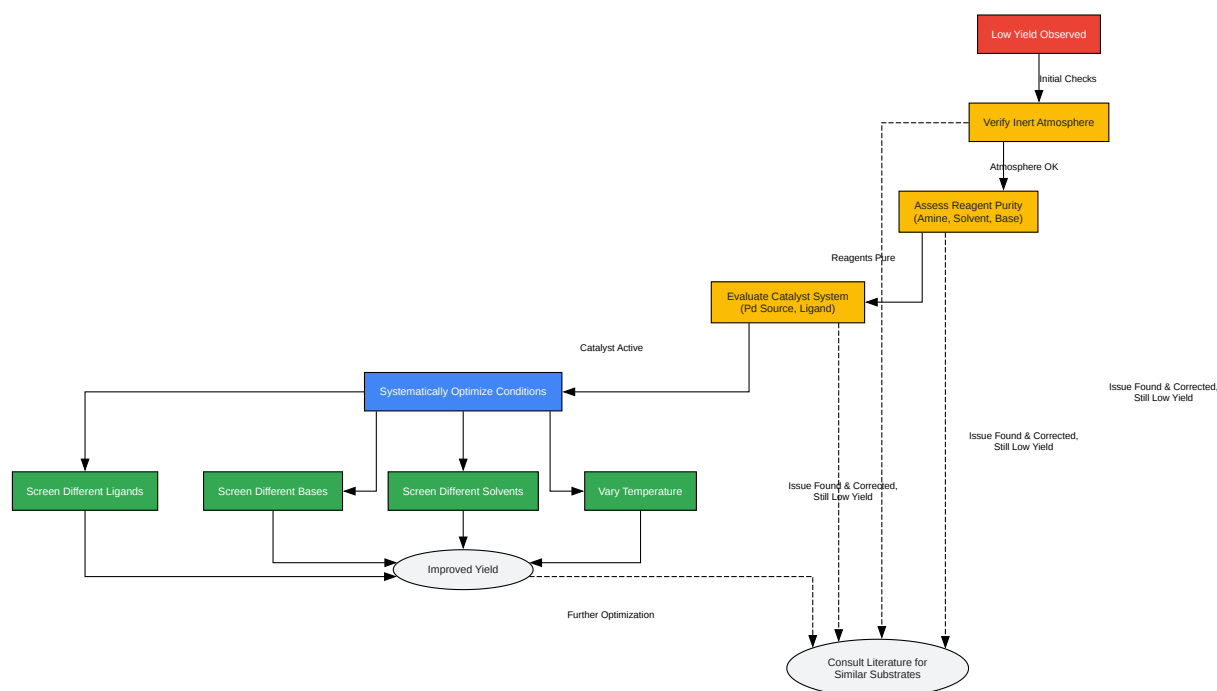 Low Yield Observed
Initial Checks
Verify Inert Atmosphere
Atmosphere OK
Assess Reagent Purity
(Amine, Solvent, Base)
Reagents Pure
Evaluate Catalyst System
(Pd Source, Ligand)
Catalyst Active
Systematically Optimize Conditions
Issue Found & Corrected,
Still Low Yield
Issue Found & Corrected,
Still Low Yield
Issue Found & Corrected,
Still Low Yield
Screen Different Ligands
Screen Different Bases
Screen Different Solvents
Vary Temperature
Improved Yield
Further Optimization
Consult Literature for
Similar Substrates